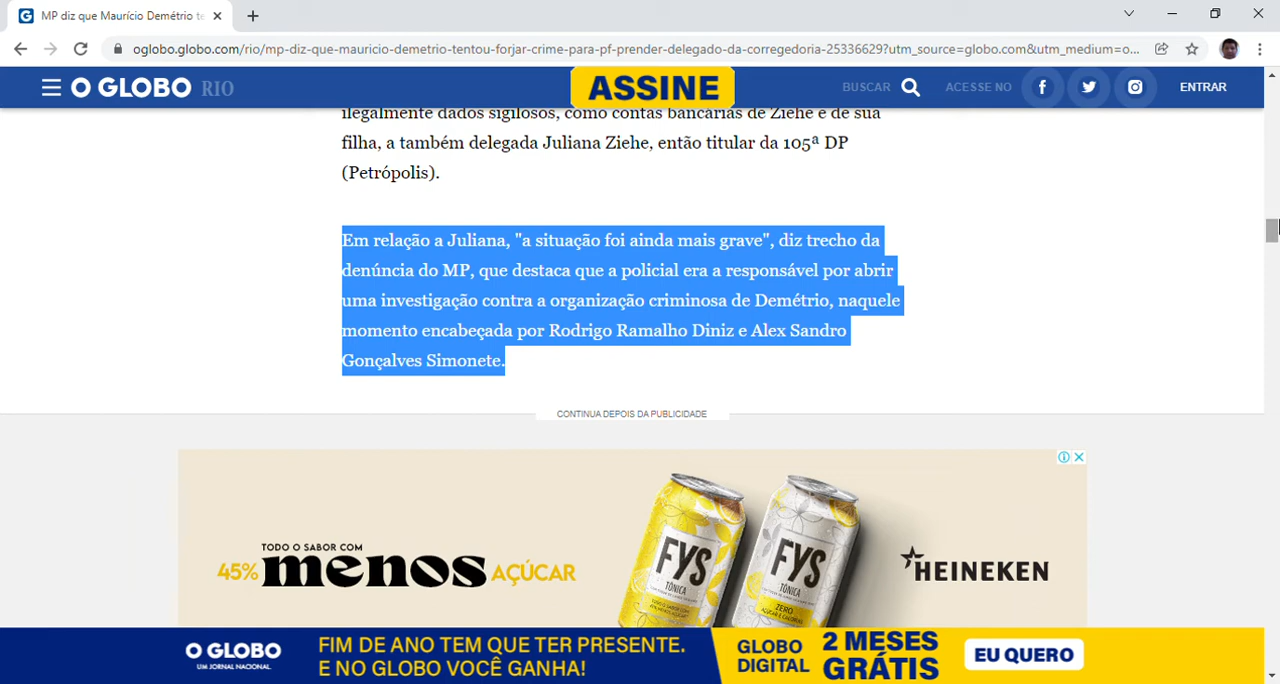 MP diz que Maurício Demétrio te
oglobo.globo.com/rio/mp-diz-que-mauricio-demetrio-tentou-forjar-crime-para-pf-prender-delegado-da-corregedoria-25336629?utm_source=globo.com&utm_medium=o...
O GLOBO RIO
ASSINE
BUSCAR
ACESSE NO
ENTRAR
ilegalmente dados sigilosos, como contas bancárias de Ziehe e de sua
filha, a também delegada Juliana Ziehe, então titular da 105ª DP
(Petrópolis).
Em relação a Juliana, "a situação foi ainda mais grave", diz trecho da
denúncia do MP, que destaca que a policial era a responsável por abrir
uma investigação contra a organização criminosa de Demétrio, naquele
momento encabeçada por Rodrigo Ramalho Diniz e Alex Sandro
Gonçalves Simonete.
CONTINUA DEPOIS DA PUBLICIDADE
TODO O SABOR COM
45% menos AÇÚCAR
FYS
TÔNICA
FYS
TÔNICA
ZERO
HEINEKEN
O GLOBO
UM JORNAL NACIONAL
FIM DE ANO TEM QUE TER PRESENTE.
E NO GLOBO VOCÊ GANHA!
GLOBO
DIGITAL
2 MESES
GRÁTIS
EU QUERO